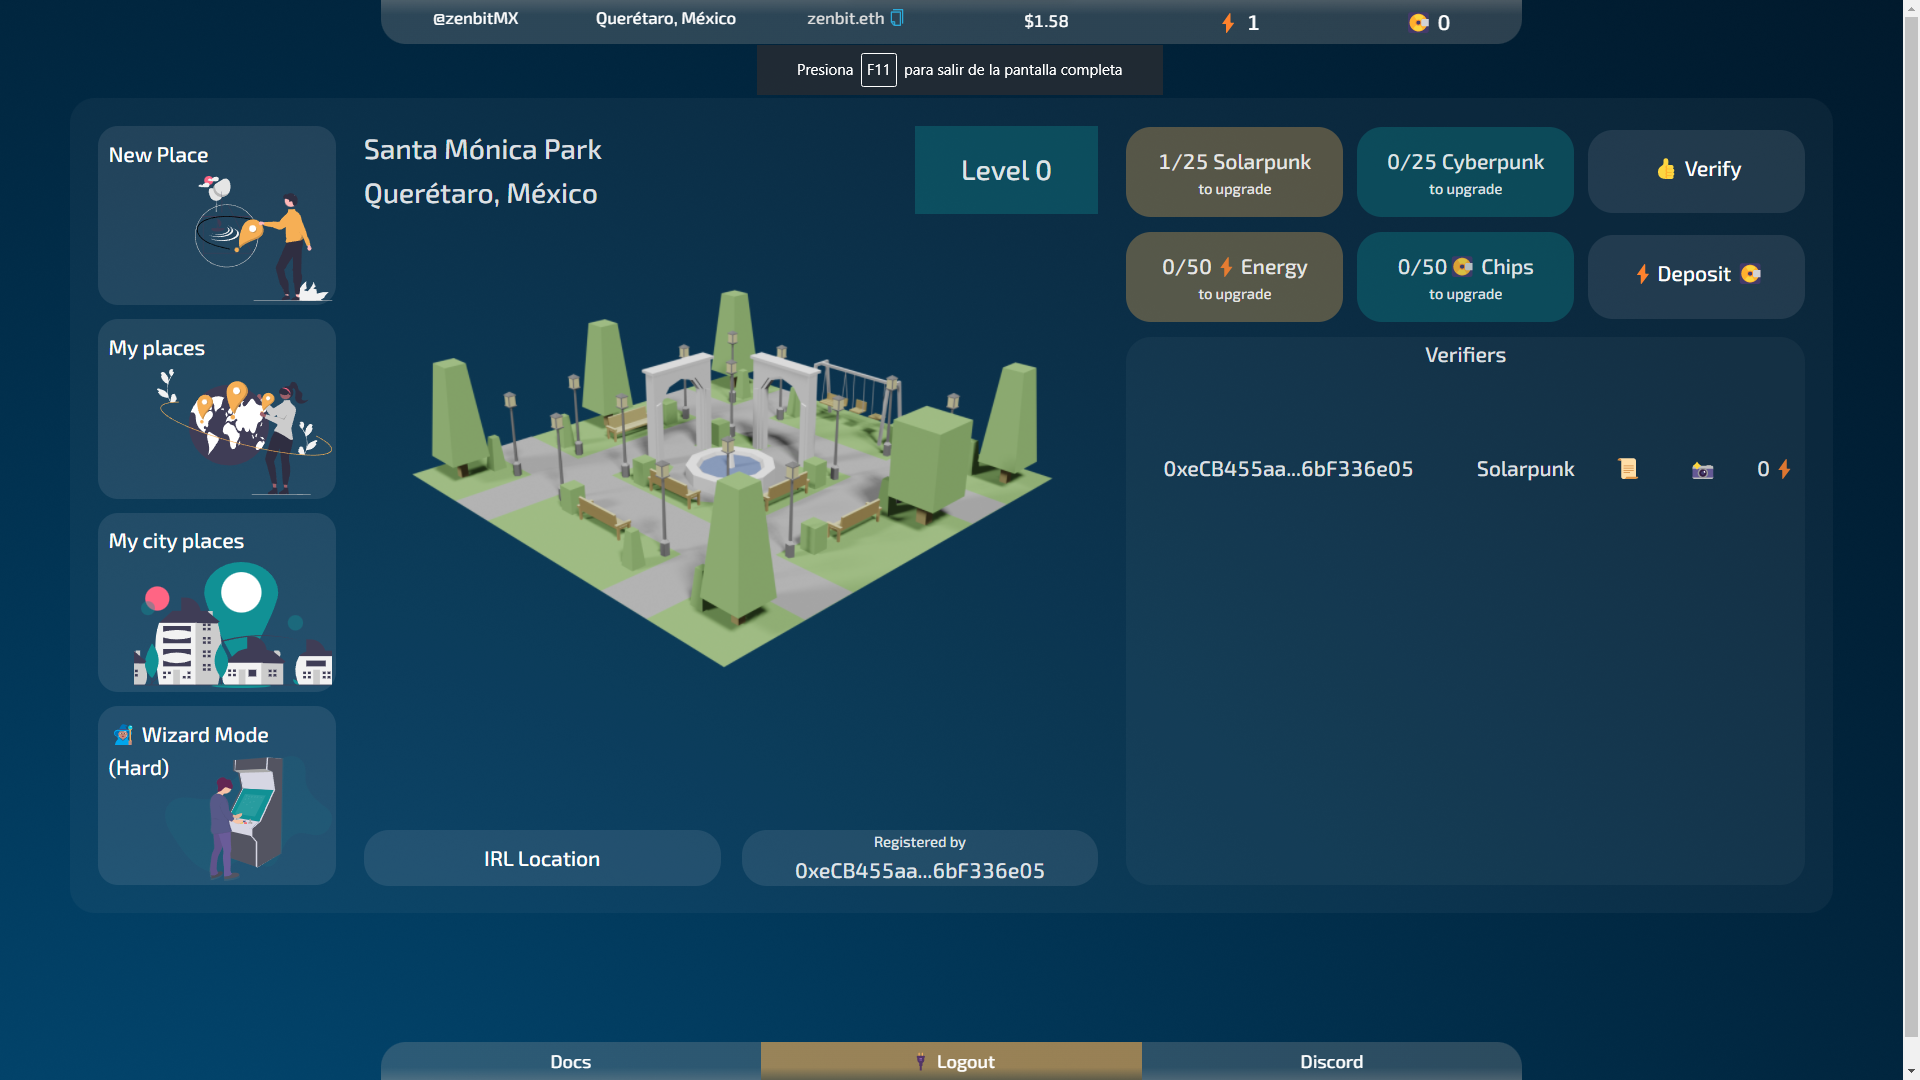 @zenbitMX
Querétaro, México
zenbit.eth
$1.58
1
0
Presiona F11 para salir de la pantalla completa
New Place
My places
My city places
Wizard Mode
(Hard)
Santa Mónica Park
Querétaro, México
Level 0
IRL Location
Registered by
0xeCB455aa...6bF336e05
1/25 Solarpunk
to upgrade
0/25 Cyberpunk
to upgrade
Verify
0/50 Energy
to upgrade
0/50 Chips
to upgrade
Deposit
Verifiers
0xeCB455aa...6bF336e05 Solarpunk 0
Docs
Logout
Discord